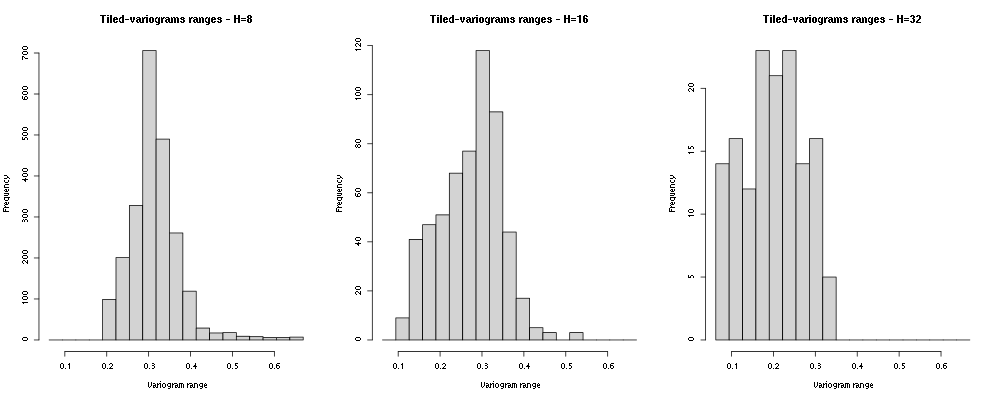 Tiled-variograms ranges - H=8
700
600
500
400
300
200
100
0
Frequency
0.1 0.2 0.3 0.4 0.5 0.6
Variogram range
Tiled-variograms ranges - H=16
120
100
80
60
40
20
0
Frequency
0.1 0.2 0.3 0.4 0.5 0.6
Variogram range
Tiled-variograms ranges - H=32
20
15
10
5
0
Frequency
0.1 0.2 0.3 0.4 0.5 0.6
Variogram range